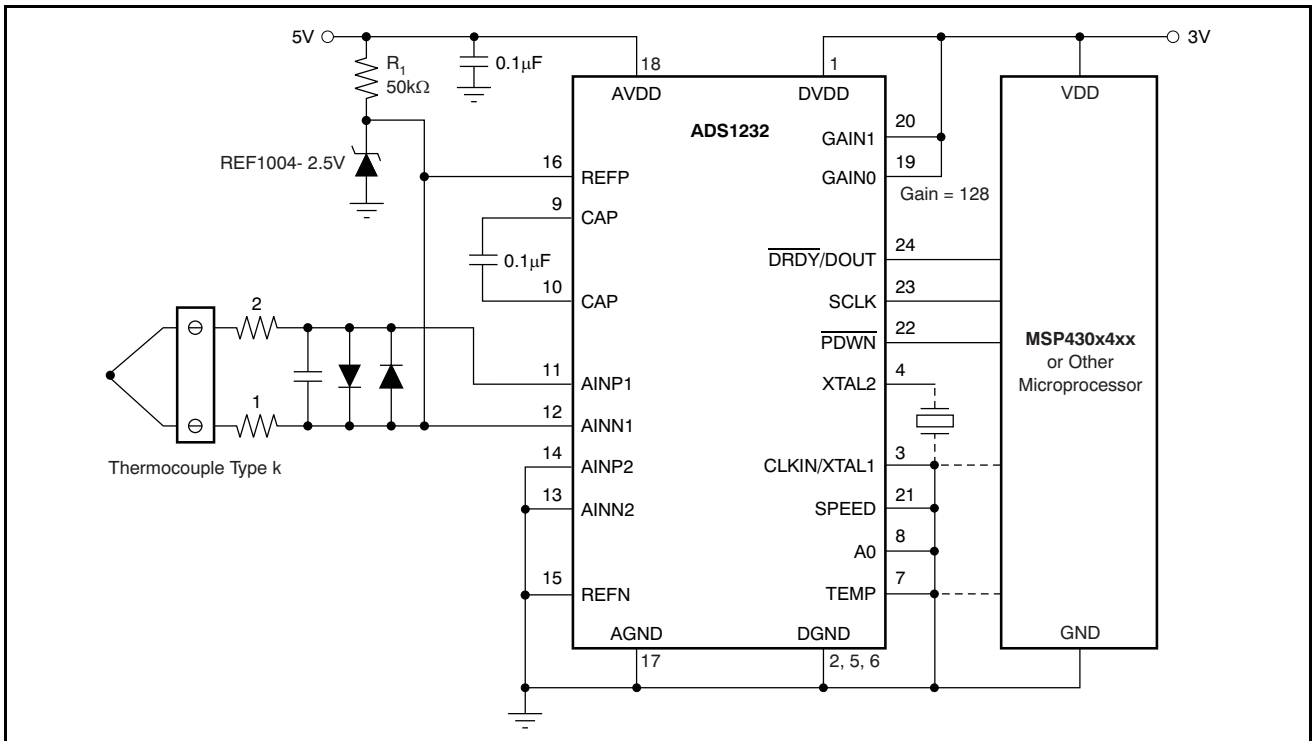 5V
3V
R1
50kΩ
0.1μF
18
1
AVDD
DVDD
VDD
ADS1232
20
GAIN1
19
GAIN0
Gain = 128
REF1004- 2.5V
16
REFP
9
CAP
0.1μF
10
CAP
24
DRDY/DOUT
23
SCLK
22
PDWN
4
XTAL2
MSP430x4xx
or Other
Microprocessor
2
1
Thermocouple Type k
11
AINP1
12
AINN1
14
AINP2
13
AINN2
15
REFN
3
CLKIN/XTAL1
21
SPEED
8
A0
7
TEMP
AGND
DGND
GND
17
2, 5, 6